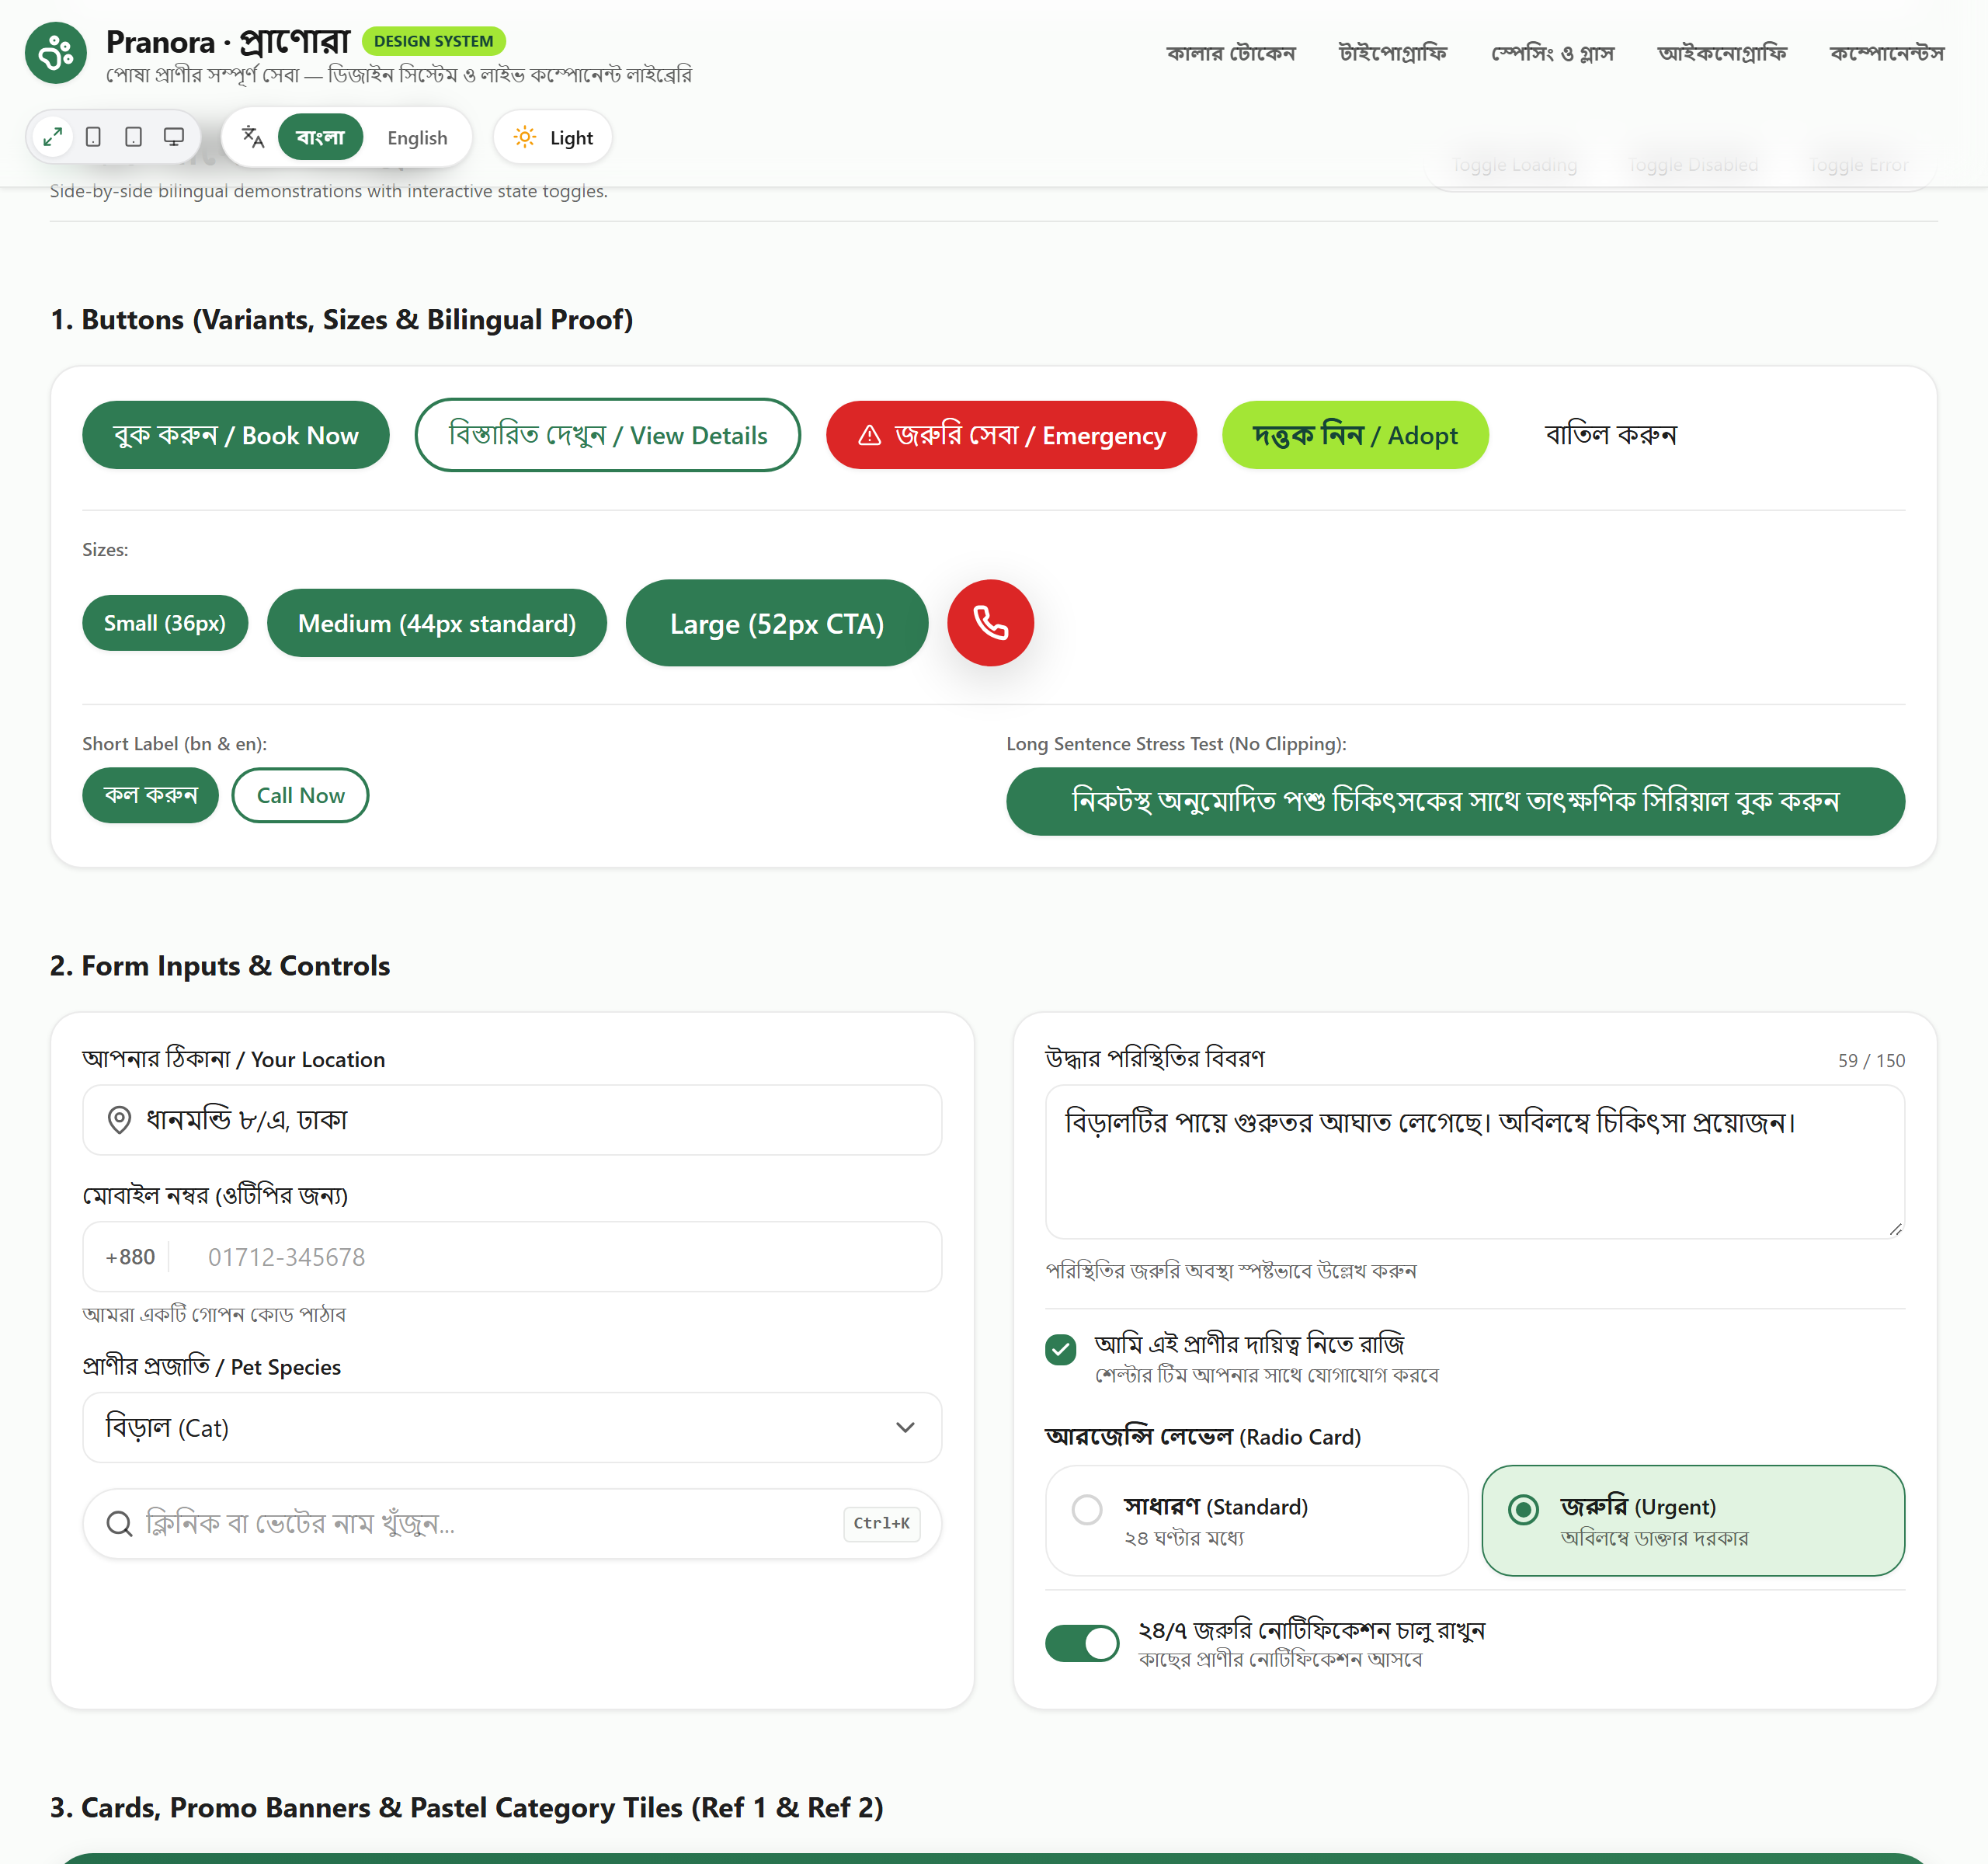 Pranora · প্রাণোরা DESIGN SYSTEM
পোষা প্রাণীর সম্পূর্ণ সেবা — ডিজাইন সিস্টেম ও লাইভ কম্পোনেন্ট লাইব্রেরি
কালার টোকেন টাইপোগ্রাফি স্পেসিং ও গ্লাস আইকনোগ্রাফি কম্পোনেন্টস
বাংলা English Light
Toggle Loading Toggle Disabled Toggle Error
Side-by-side bilingual demonstrations with interactive state toggles.
1. Buttons (Variants, Sizes & Bilingual Proof)
বুক করুন / Book Now বিস্তারিত দেখুন / View Details জরুরি সেবা / Emergency দত্তক নিন / Adopt বাতিল করুন
Sizes:
Small (36px) Medium (44px standard) Large (52px CTA)
Short Label (bn & en):
কল করুন Call Now
Long Sentence Stress Test (No Clipping):
নিকটস্থ অনুমোদিত পশু চিকিৎসকের সাথে তাৎক্ষণিক সিরিয়াল বুক করুন
2. Form Inputs & Controls
আপনার ঠিকানা / Your Location
ধানমন্ডি ৮/এ, ঢাকা
মোবাইল নম্বর (ওটিপির জন্য)
+880 01712-345678
আমরা একটি গোপন কোড পাঠাব
প্রাণীর প্রজাতি / Pet Species
বিড়াল (Cat)
ক্লিনিক বা ভেটের নাম খুঁজুন... Ctrl+K
উদ্ধার পরিস্থিতির বিবরণ 59 / 150
বিড়ালটির পায়ে গুরুতর আঘাত লেগেছে। অবিলম্বে চিকিৎসা প্রয়োজন।
পরিস্থিতির জরুরি অবস্থা স্পষ্টভাবে উল্লেখ করুন
আমি এই প্রাণীর দায়িত্ব নিতে রাজি
শেল্টার টিম আপনার সাথে যোগাযোগ করবে
আরজেন্সি লেভেল (Radio Card)
সাধারণ (Standard)
২৪ ঘণ্টার মধ্যে
জরুরি (Urgent)
অবিলম্বে ডাক্তার দরকার
২৪/৭ জরুরি নোটিফিকেশন চালু রাখুন
কাছের প্রাণীর নোটিফিকেশন আসবে
3. Cards, Promo Banners & Pastel Category Tiles (Ref 1 & Ref 2)